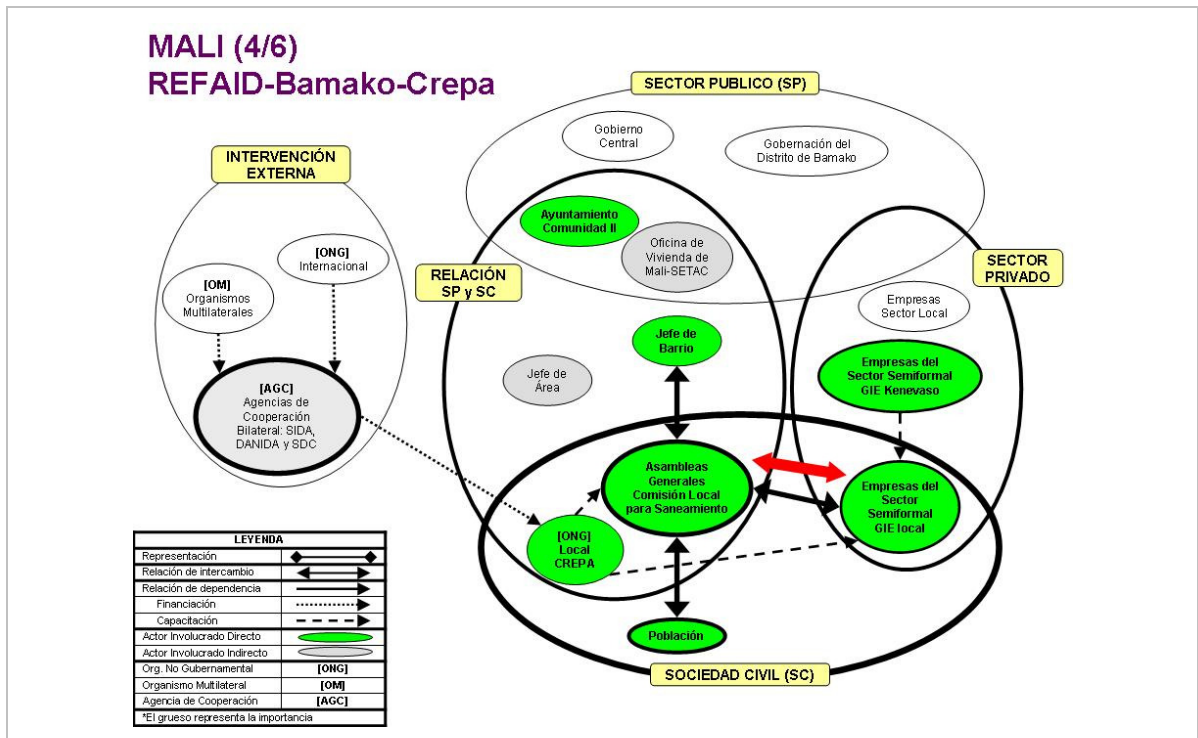 MALI (4/6)
REFAID-Bamako-Crepa
SECTOR PUBLICO (SP)
Gobierno
Central
Gobernación del
Distrito de Bamako
INTERVENCIÓN
EXTERNA
[ONG]
Internacional
[OM]
Organismos
Multilaterales
[AGC]
Agencias de
Cooperación
Bilateral: SIDA,
DANIDA y SDC
Ayuntamiento
Comunidad II
Oficina de
Vivienda de
Mali-SETAC
RELACIÓN
SP y SC
SECTOR
PRIVADO
Empresas
Sector Local
Jefe de
Barrio
Jefe de
Área
Empresas del
Sector Semiformal
GIE Kenevaso
Asambleas
Generales
Comisión Local
para Saneamiento
Empresas del
Sector
Semiformal
GIE local
[ONG]
Local
CREPA
Población
SOCIEDAD CIVIL (SC)
LEYENDA
Representación
Relación de intercambio
Relación de dependencia
Financiación
Capacitación
Actor Involucrado Directo
Actor Involucrado Indirecto
Org. No Gubernamental [ONG]
Organismo Multilateral [OM]
Agencia de Cooperación [AGC]
*El grueso representa la importancia